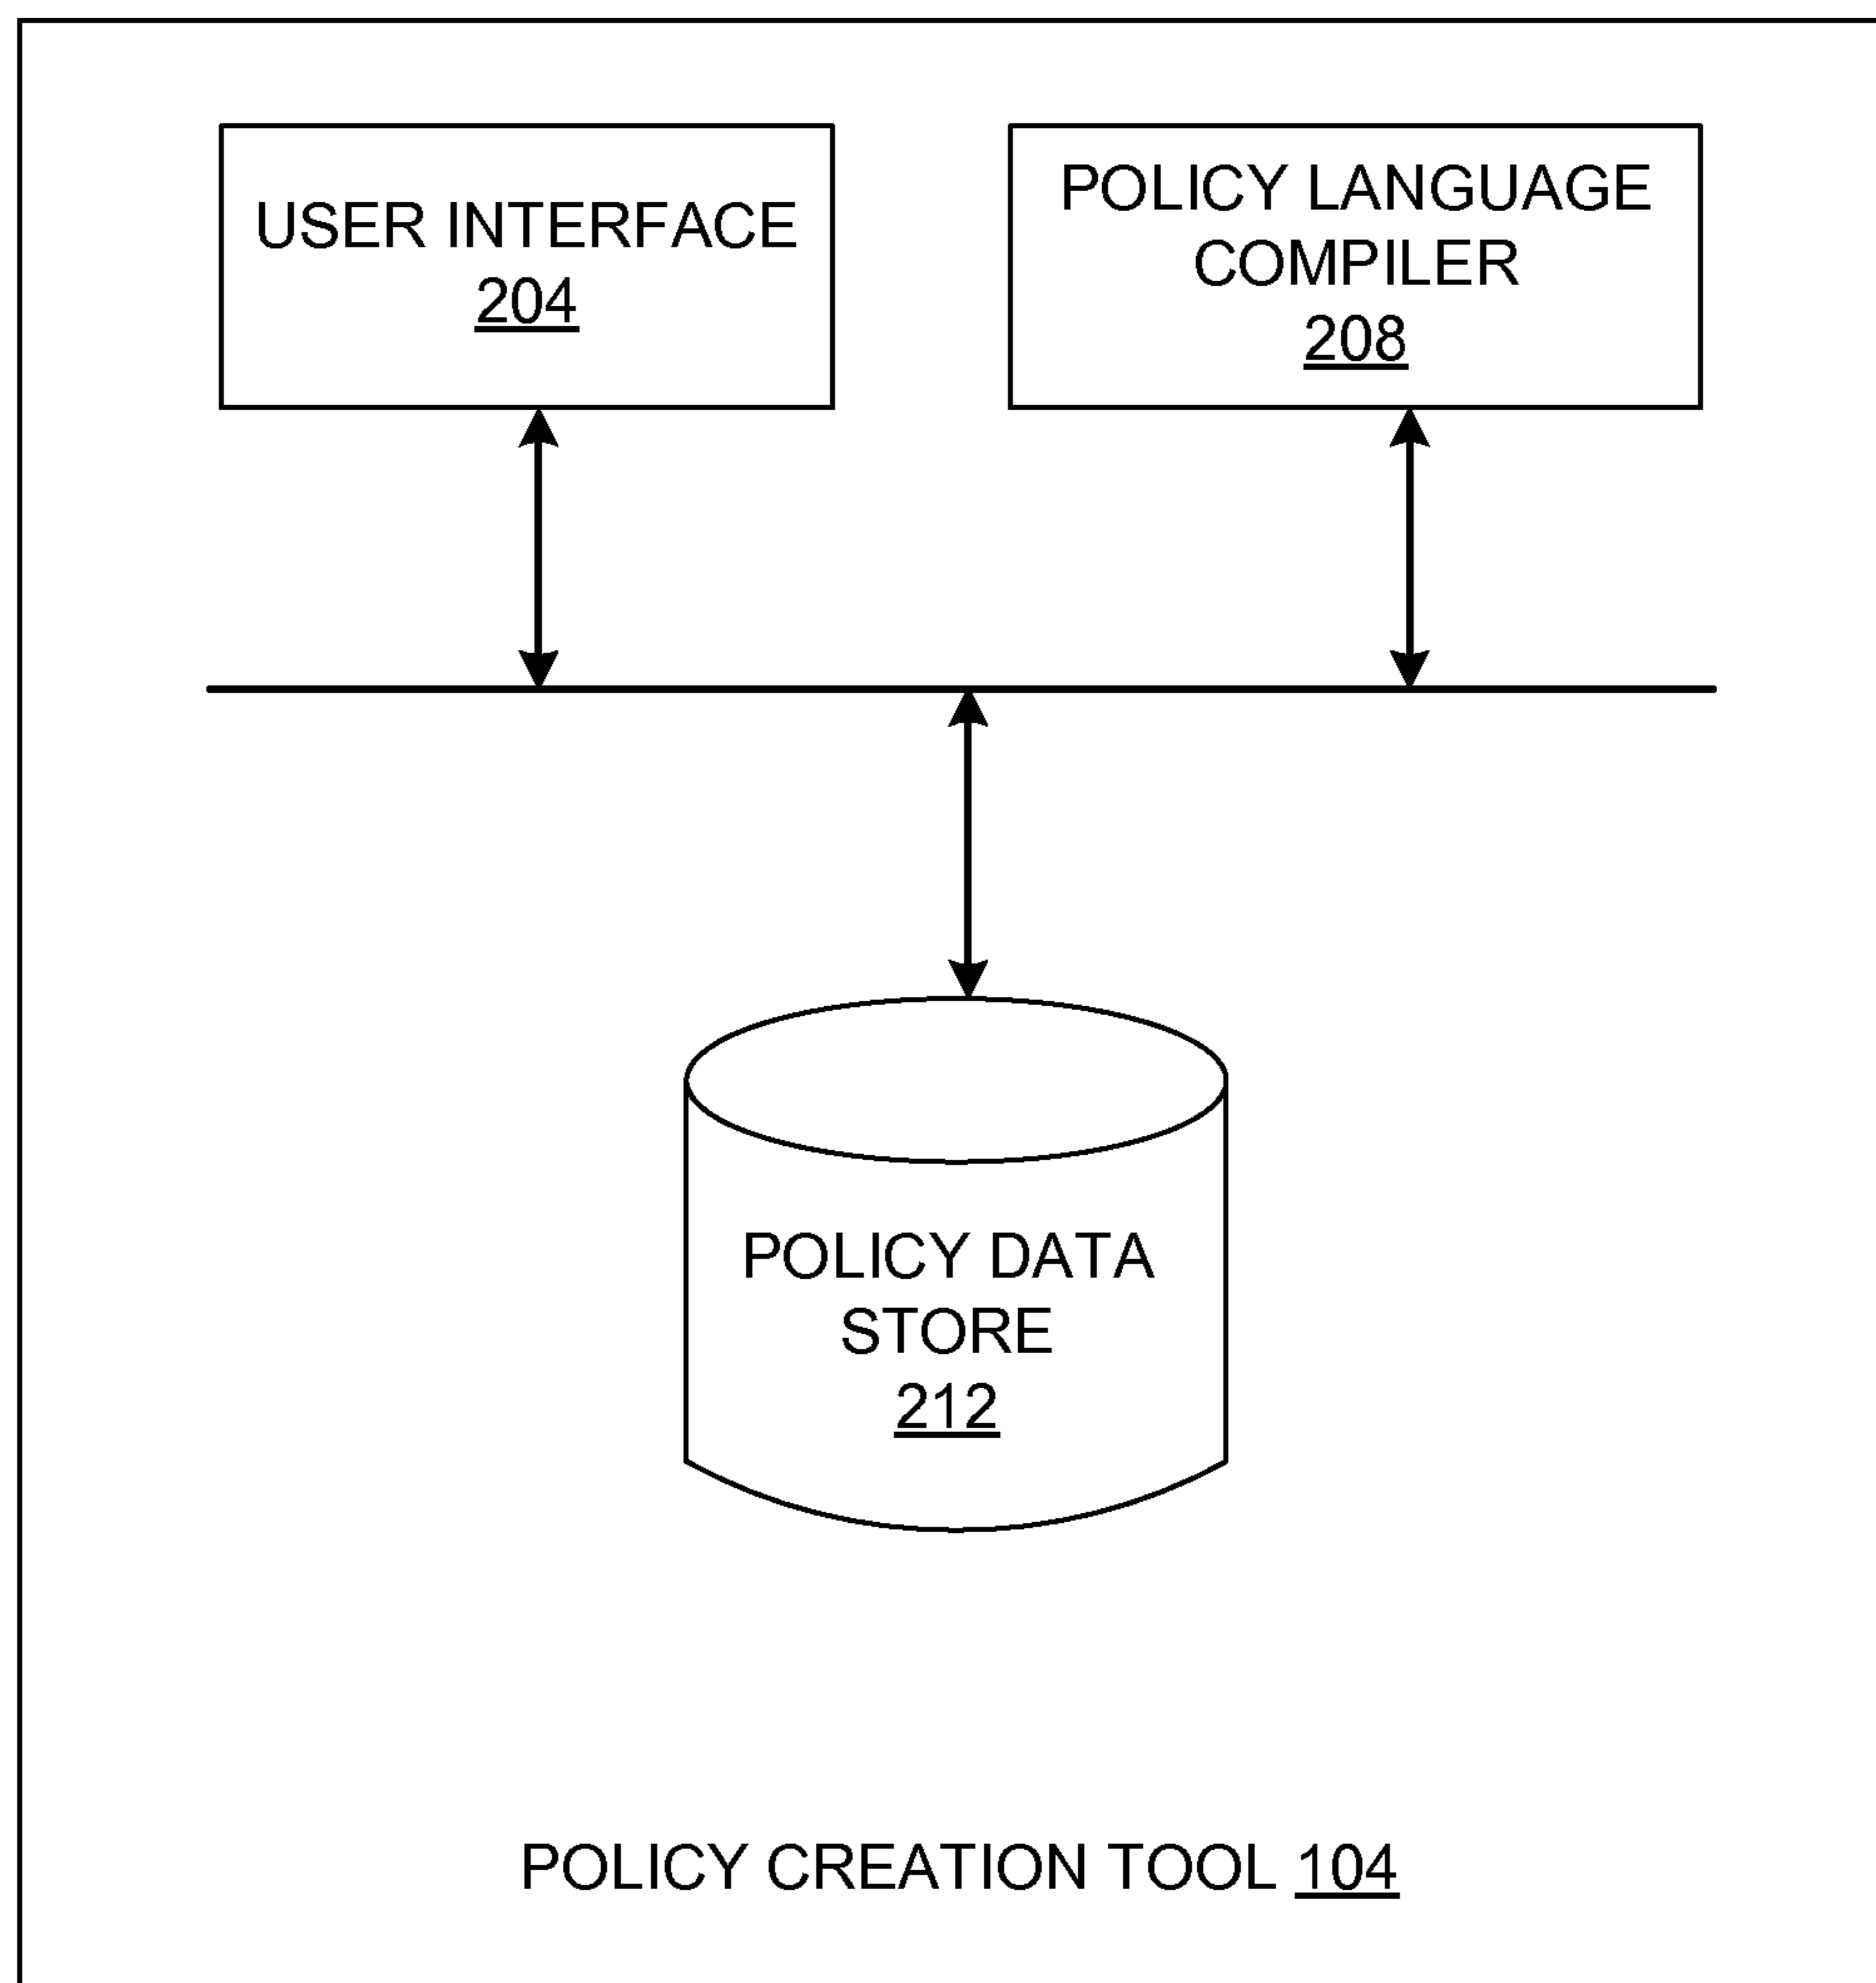 USER INTERFACE
204
POLICY LANGUAGE
COMPILER
208
POLICY DATA
STORE
212
POLICY CREATION TOOL 104